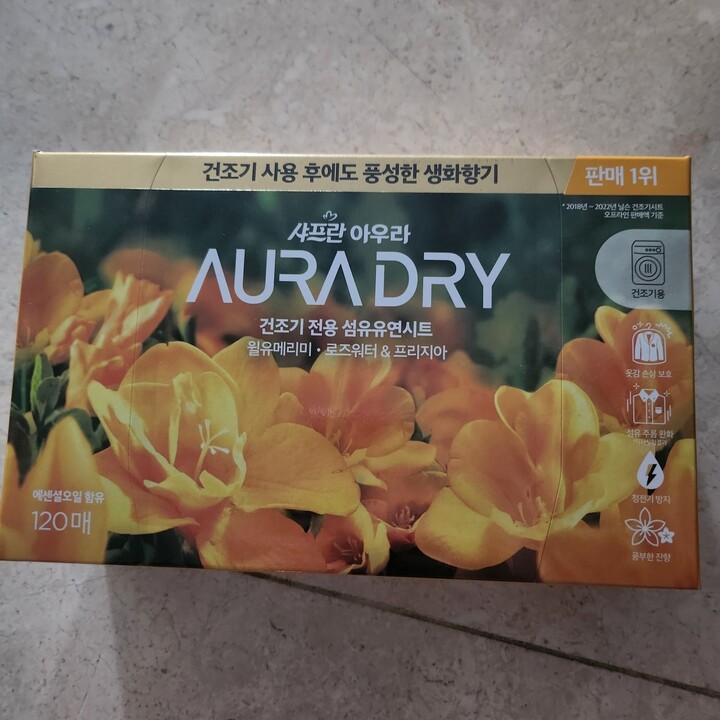 건조기 사용 후에도 풍성한 생화향기
판매 1위
* 2018년 ~ 2022년 닐슨 건조기시트
오프라인 판매액 기준
샤프란 아우라
AURA DRY
건조기 전용 섬유유연시트
윌유메리미 · 로즈워터 & 프리지아
건조기용
옷감 손상 보호
섬유 주름 완화
정전기 방지
풍부한 잔향
에센셜오일 함유
120매